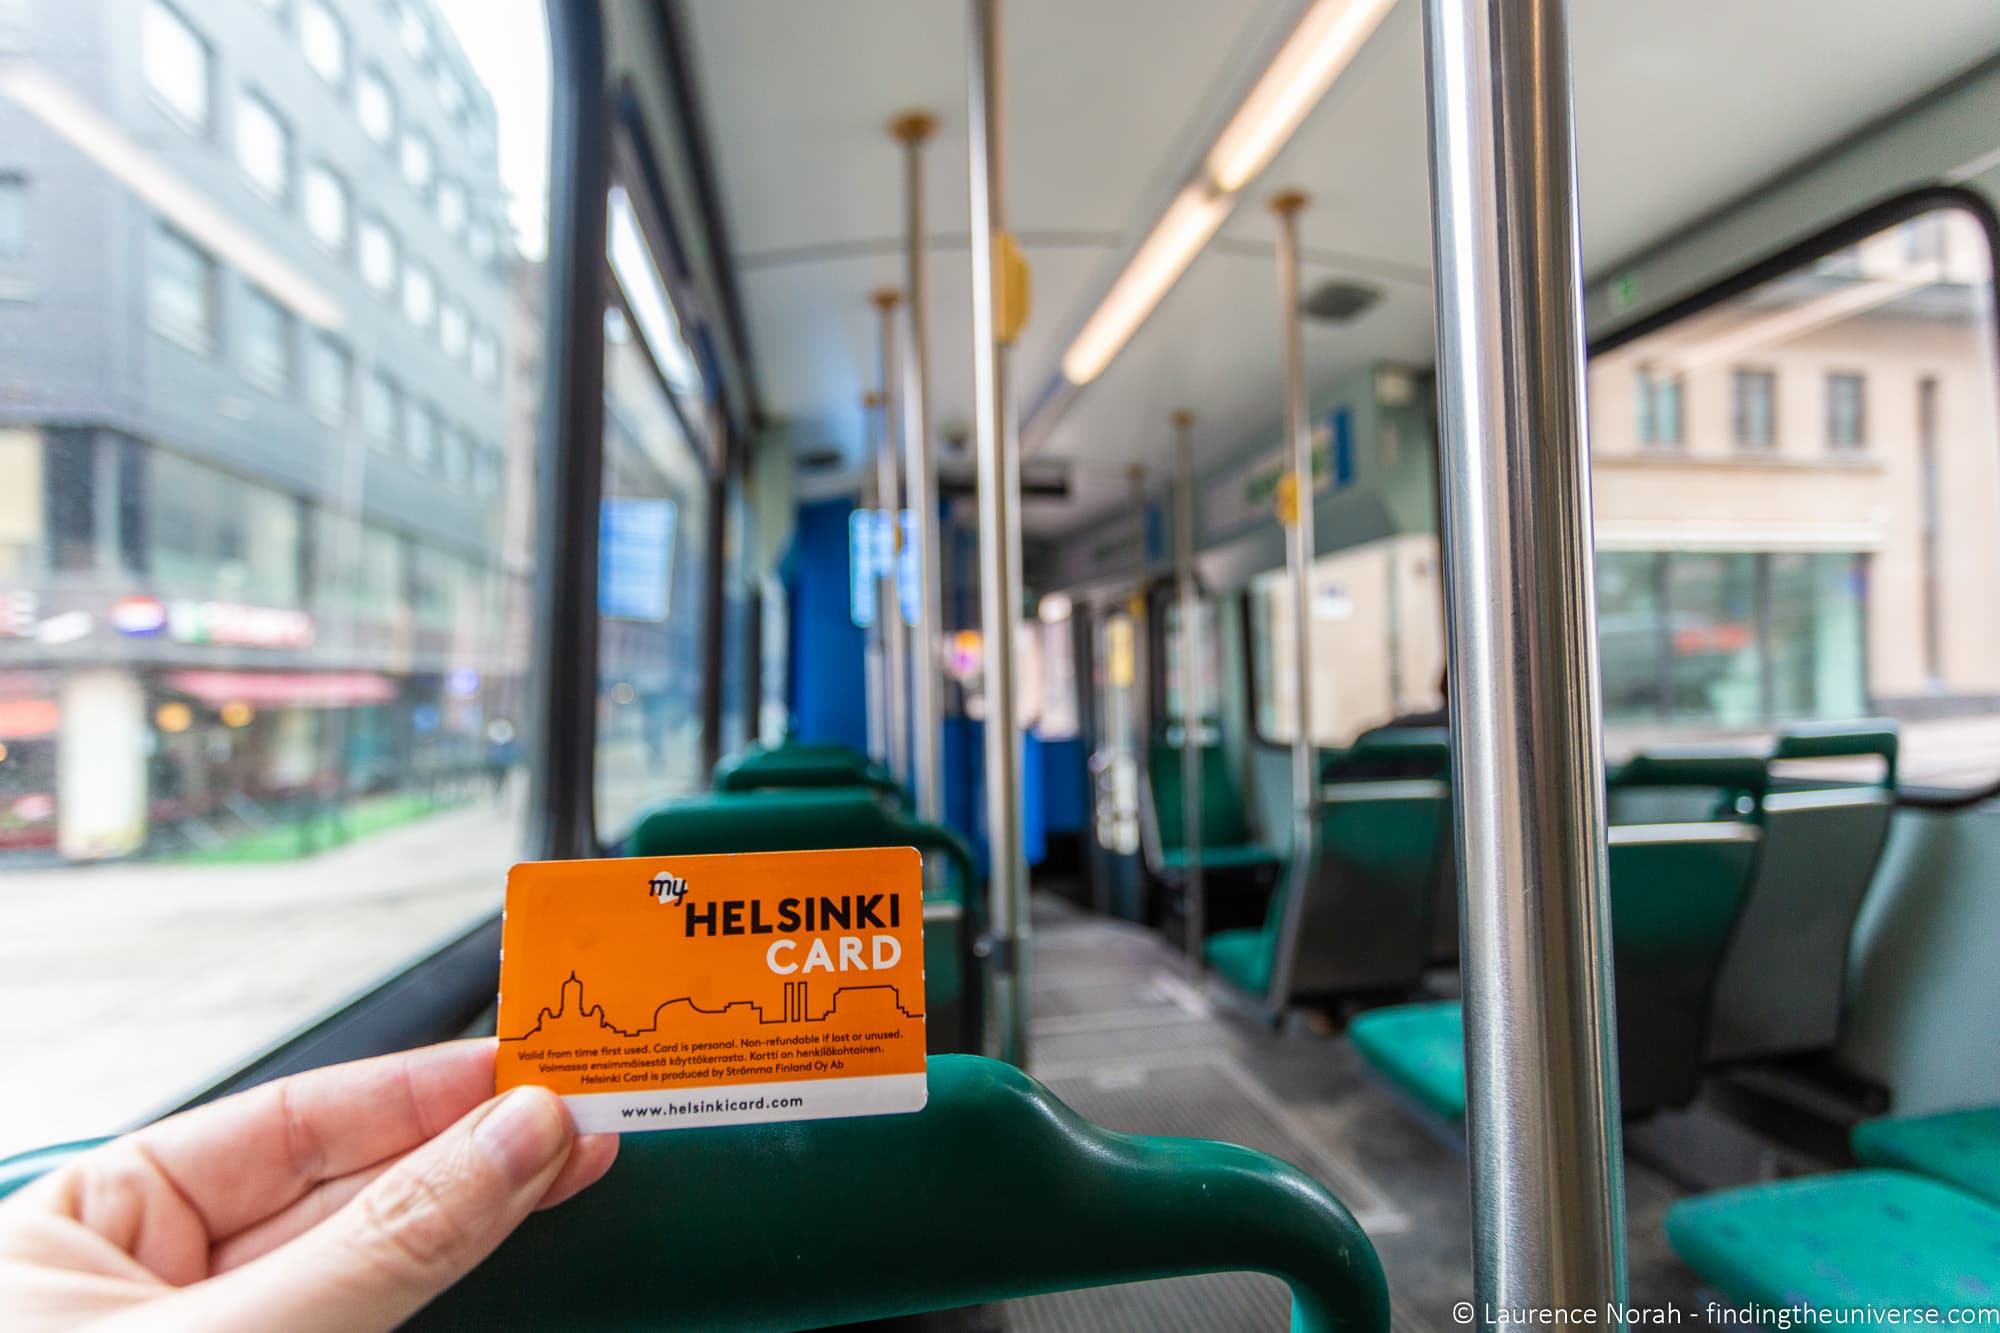 my
HELSINKI
CARD
Valid from time first used. Card is personal. Non-refundable if lost or unused.
Voimassa ensimmäisestä käyttökerrasta. Kortti on henkilökohtainen.
Helsinki Card is produced by Strömma Finland Oy Ab
www.helsinkicard.com
© Laurence Norah - findingtheuniverse.com